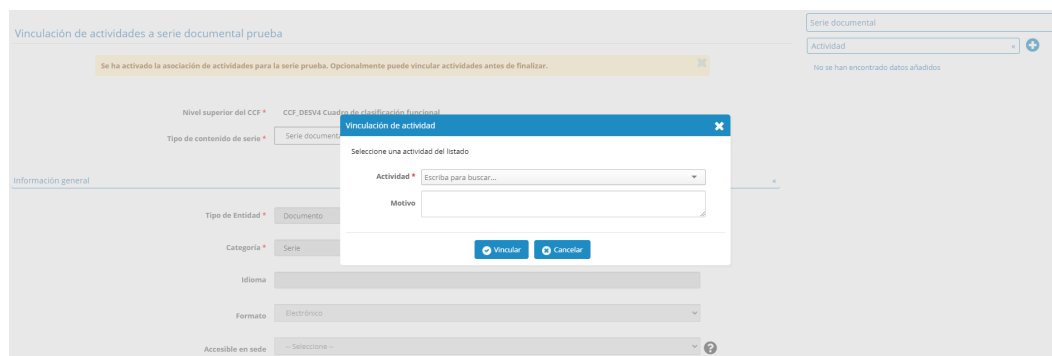 Serie documental
Vinculación de actividades a serie documental prueba
Actividad
Se ha activado la asociación de actividades para la serie prueba. Opcionalmente puede vincular actividades antes de finalizar.
No se han encontrado datos añadidos
Nivel superior del CCF * CCF_DESV4 Cuadro de clasificación funcional
Tipo de contenido de serie * Serie documenta
Vinculación de actividad
Seleccione una actividad del listado
Actividad * Escriba para buscar...
Motivo
Vincular Cancelar
Información general
Tipo de Entidad * Documento
Categoría * Serie
Idioma
Formato Electrónico
Accesible en sede -- Seleccione -- ?